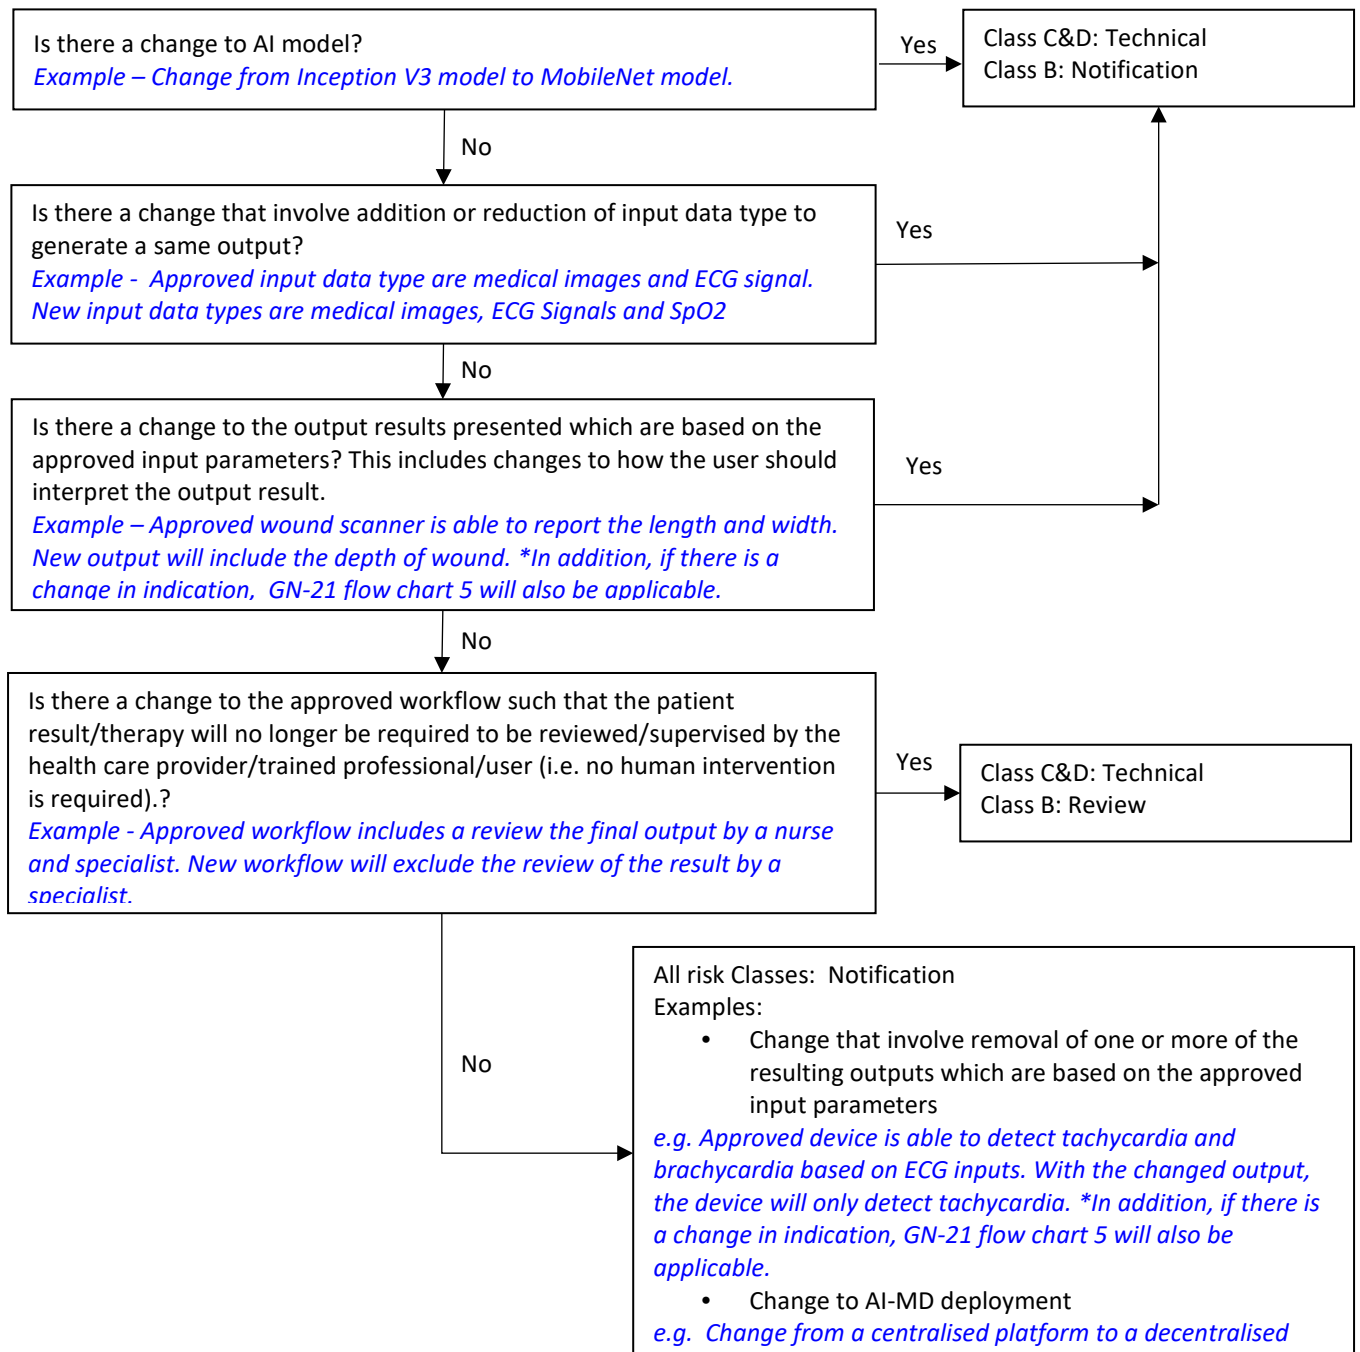 Is there a change to AI model?
Example – Change from Inception V3 model to MobileNet model.
Yes
Class C&D: Technical
Class B: Notification
No
Is there a change that involve addition or reduction of input data type to
generate a same output?
Example - Approved input data type are medical images and ECG signal.
New input data types are medical images, ECG Signals and SpO2
Yes
No
Is there a change to the output results presented which are based on the
approved input parameters? This includes changes to how the user should
interpret the output result.
Example – Approved wound scanner is able to report the length and width.
New output will include the depth of wound. *In addition, if there is a
change in indication, GN-21 flow chart 5 will also be applicable.
Yes
No
Is there a change to the approved workflow such that the patient
result/therapy will no longer be required to be reviewed/supervised by the
health care provider/trained professional/user (i.e. no human intervention
is required).?
Example - Approved workflow includes a review the final output by a nurse
and specialist. New workflow will exclude the review of the result by a
specialist.
Yes
Class C&D: Technical
Class B: Review
No
All risk Classes: Notification
Examples:
• Change that involve removal of one or more of the
resulting outputs which are based on the approved
input parameters
e.g. Approved device is able to detect tachycardia and
brachycardia based on ECG inputs. With the changed output,
the device will only detect tachycardia. *In addition, if there is
a change in indication, GN-21 flow chart 5 will also be
applicable.
• Change to AI-MD deployment
e.g. Change from a centralised platform to a decentralised